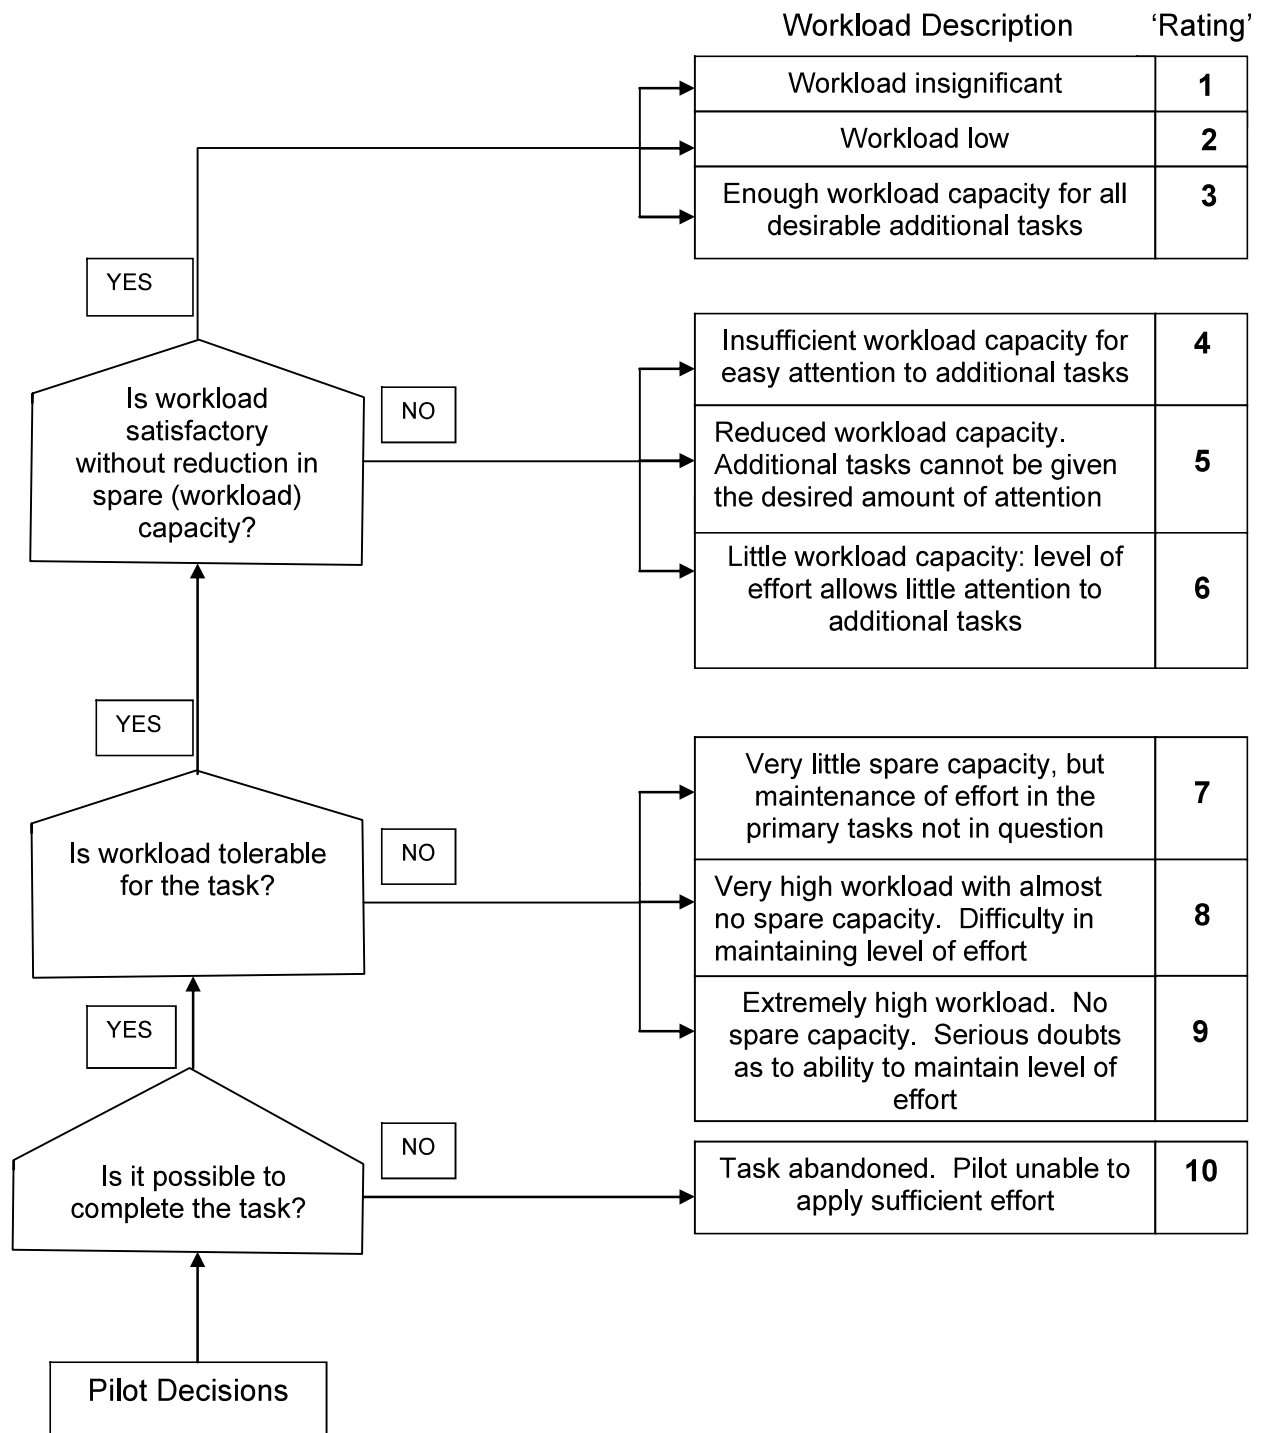 Workload Description ‘Rating’
Workload insignificant 1
Workload low 2
Enough workload capacity for all 3
desirable additional tasks
YES
Insufficient workload capacity for 4
easy attention to additional tasks
Is workload
satisfactory
without reduction in
spare (workload)
capacity?
NO
Reduced workload capacity.
Additional tasks cannot be given 5
the desired amount of attention
Little workload capacity: level of
effort allows little attention to 6
additional tasks
YES
Very little spare capacity, but
maintenance of effort in the 7
primary tasks not in question
Is workload tolerable
for the task?
NO
Very high workload with almost
no spare capacity. Difficulty in 8
maintaining level of effort
YES
Extremely high workload. No
spare capacity. Serious doubts 9
as to ability to maintain level of
effort
Is it possible to
complete the task?
NO
Task abandoned. Pilot unable to 10
apply sufficient effort
Pilot Decisions